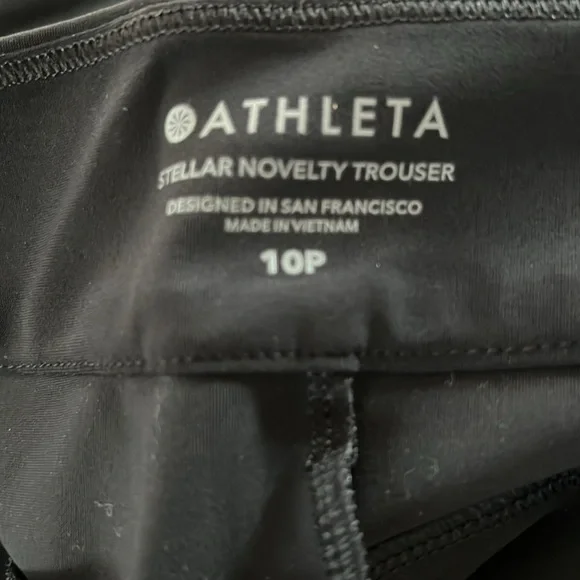 ATHLETA
STELLAR NOVELTY TROUSER
DESIGNED IN SAN FRANCISCO
MADE IN VIETNAM
10P